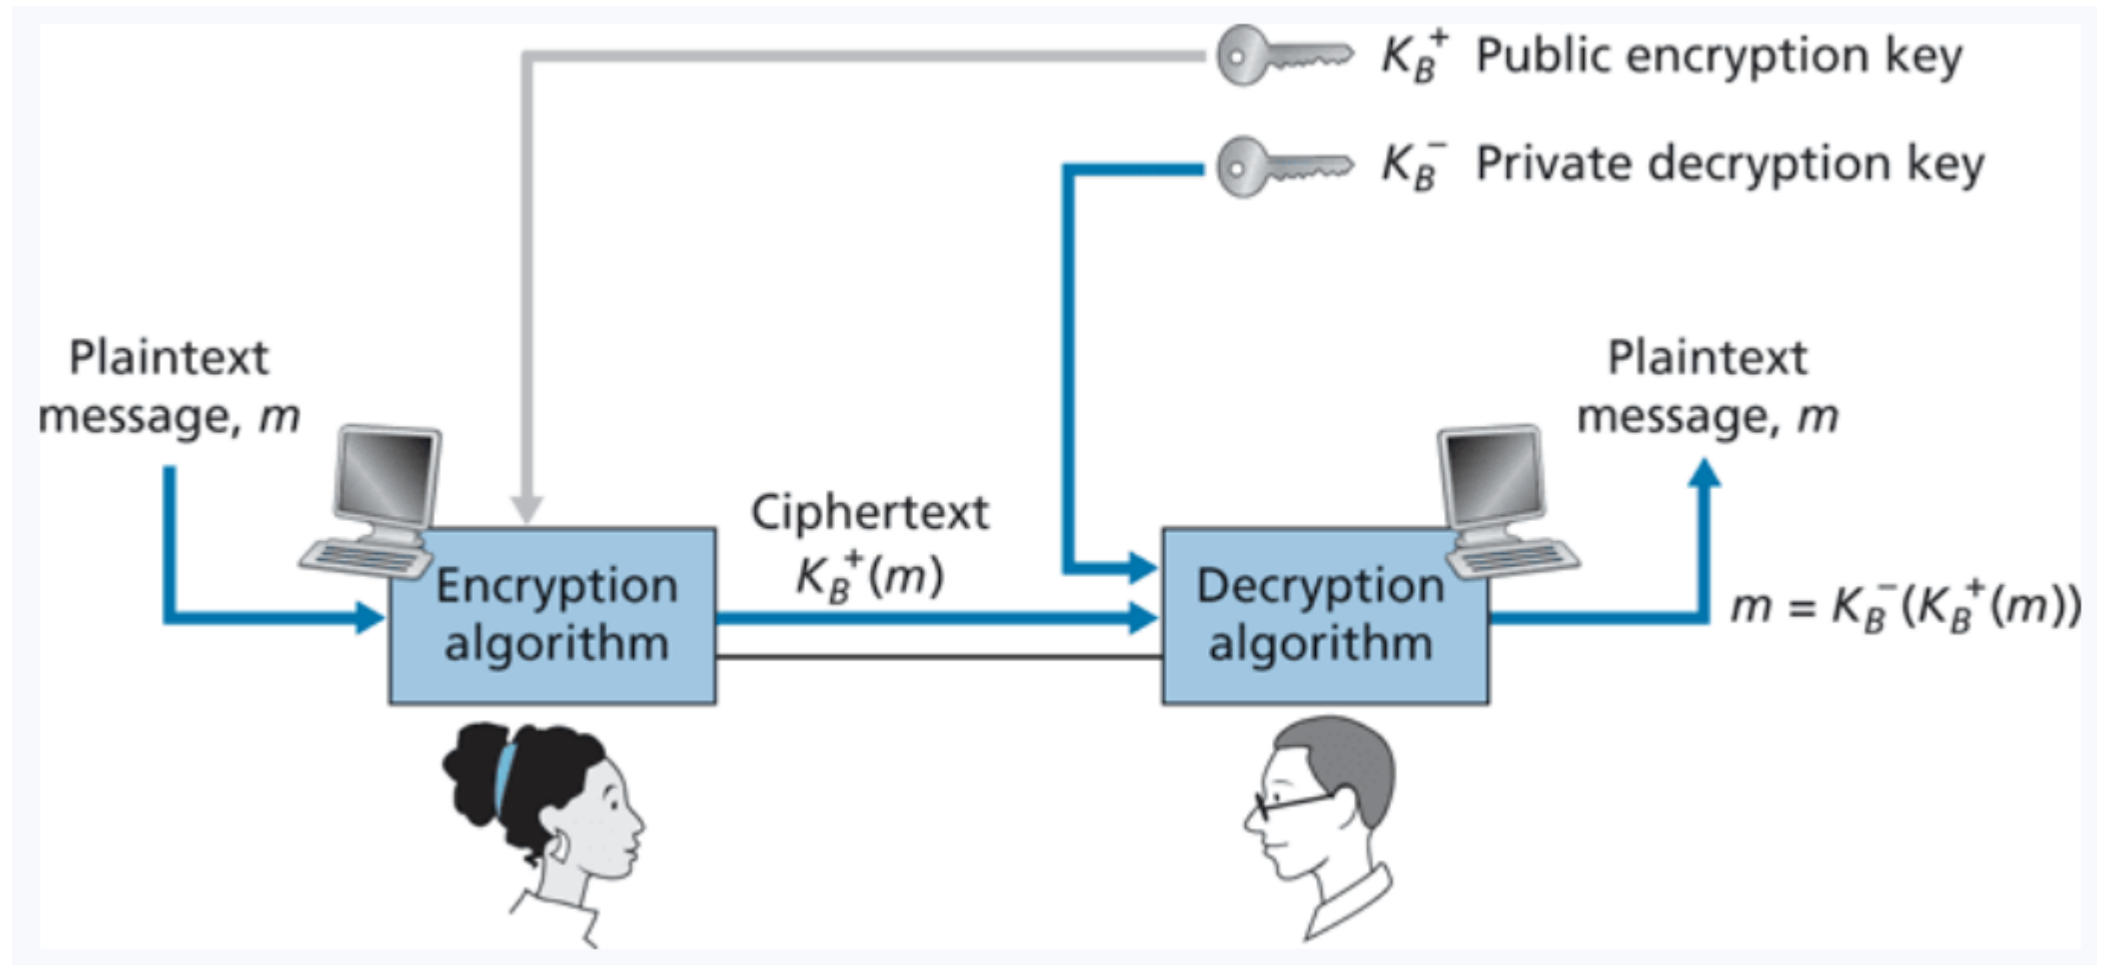 K_B^+ Public encryption key
K_B^- Private decryption key
Plaintext
message, m
Plaintext
message, m
Ciphertext
K_B^+(m)
Encryption
algorithm
Decryption
algorithm
m = K_B^-(K_B^+(m))